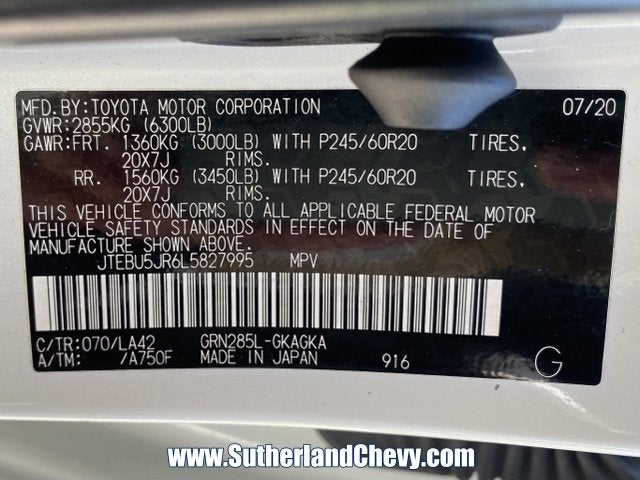 MFD.BY:TOYOTA MOTOR CORPORATION 07/20
GVWR:2855KG (6300LB)
GAWR:FRT. 1360KG (3000LB) WITH P245/60R20 TIRES,
20X7J RIMS.
RR. 1560KG (3450LB) WITH P245/60R20 TIRES,
20X7J RIMS.
THIS VEHICLE CONFORMS TO ALL APPLICABLE FEDERAL MOTOR
VEHICLE SAFETY STANDARDS IN EFFECT ON THE DATE OF
MANUFACTURE SHOWN ABOVE.
JTEBU5JR6L5827995 MPV
C/TR:070/LA42 GRN285L-GKAGKA
A/TM: /A750F MADE IN JAPAN 916 G
www.SutherlandChevy.com